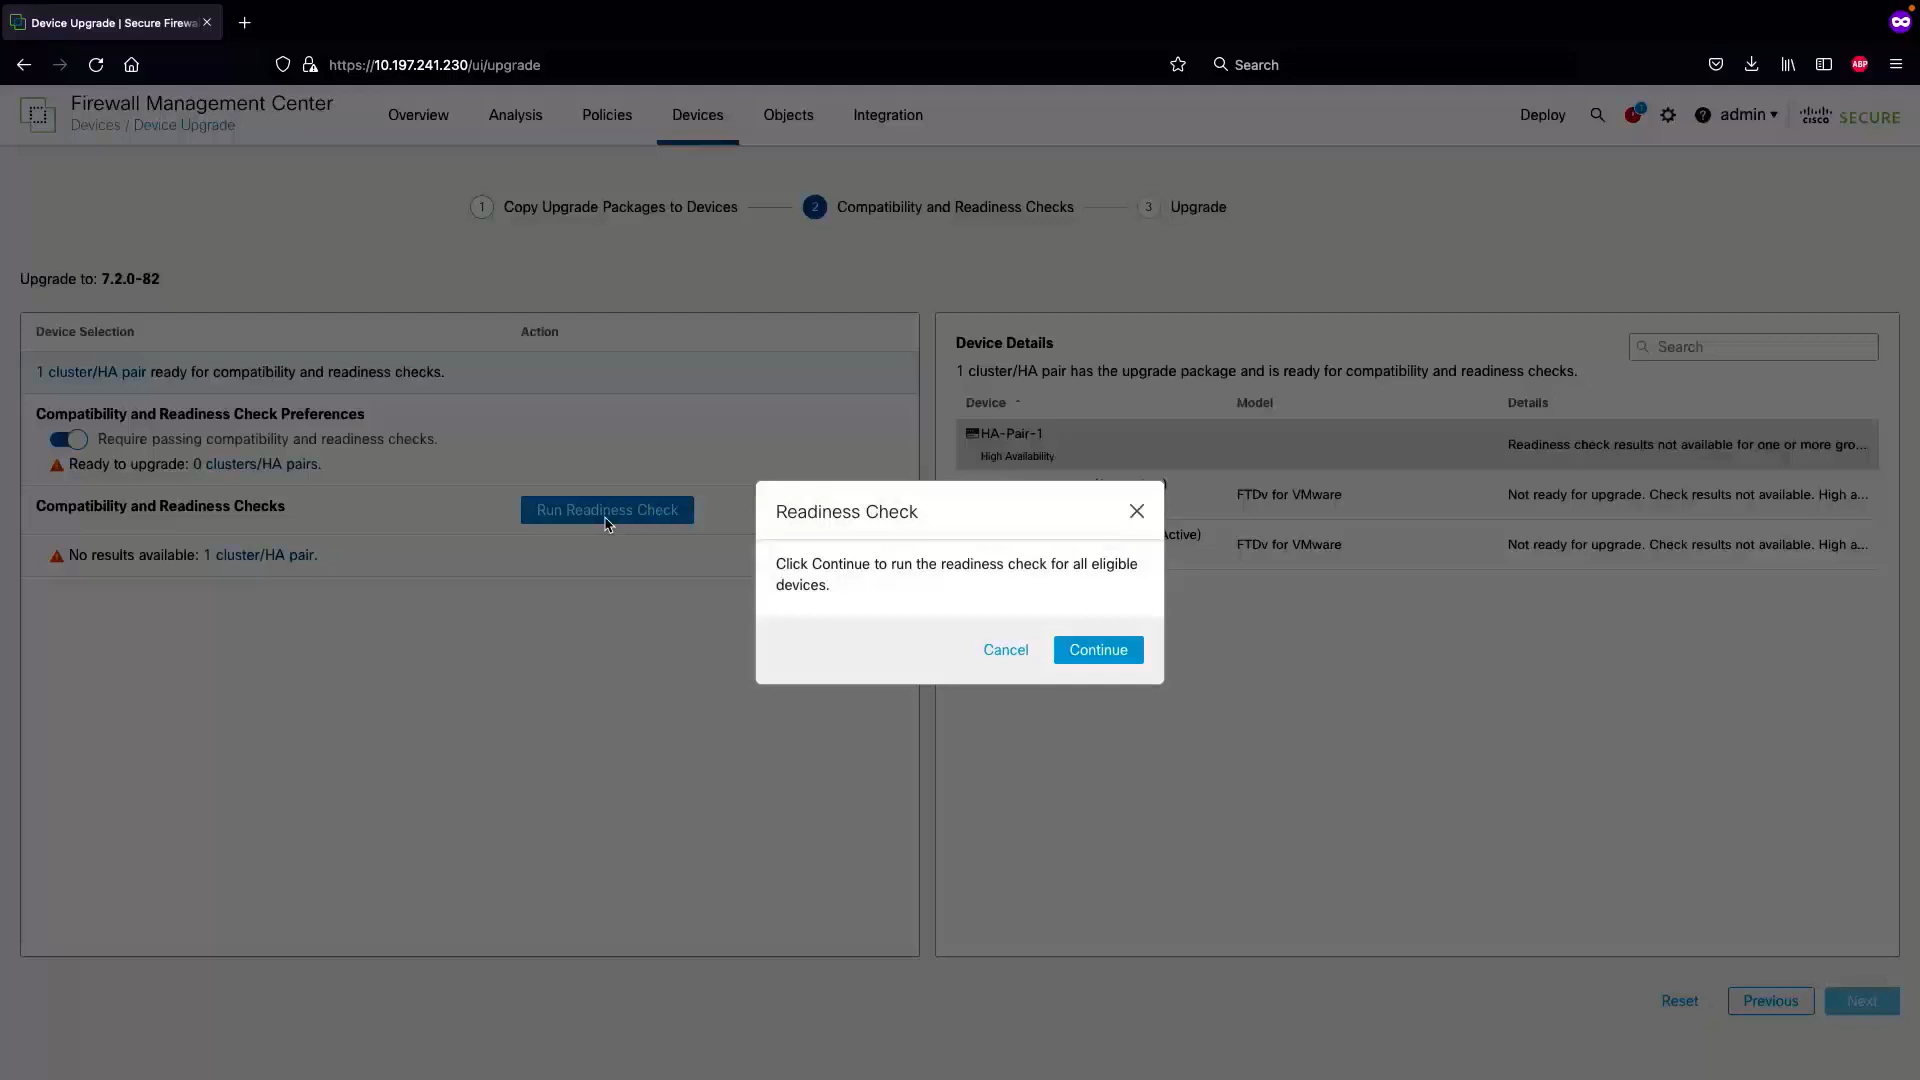 Device Upgrade | Secure Firewa
https://10.197.241.230/ui/upgrade
Search
ABP
Firewall Management Center
Devices / Device Upgrade
Overview
Analysis
Policies
Devices
Objects
Integration
Deploy
1
admin
CISCO SECURE
1 Copy Upgrade Packages to Devices
2 Compatibility and Readiness Checks
3 Upgrade
Upgrade to: 7.2.0-82
Device Selection
Action
1 cluster/HA pair ready for compatibility and readiness checks.
Compatibility and Readiness Check Preferences
Require passing compatibility and readiness checks.
Ready to upgrade: 0 clusters/HA pairs.
Compatibility and Readiness Checks
Run Readiness Check
No results available: 1 cluster/HA pair.
Device Details
Search
1 cluster/HA pair has the upgrade package and is ready for compatibility and readiness checks.
Device
Model
Details
HA-Pair-1
High Availability
Readiness check results not available for one or more gro...
FTDv for VMware
Not ready for upgrade. Check results not available. High a...
Active)
FTDv for VMware
Not ready for upgrade. Check results not available. High a...
Readiness Check
Click Continue to run the readiness check for all eligible
devices.
Cancel
Continue
Reset
Previous
Next